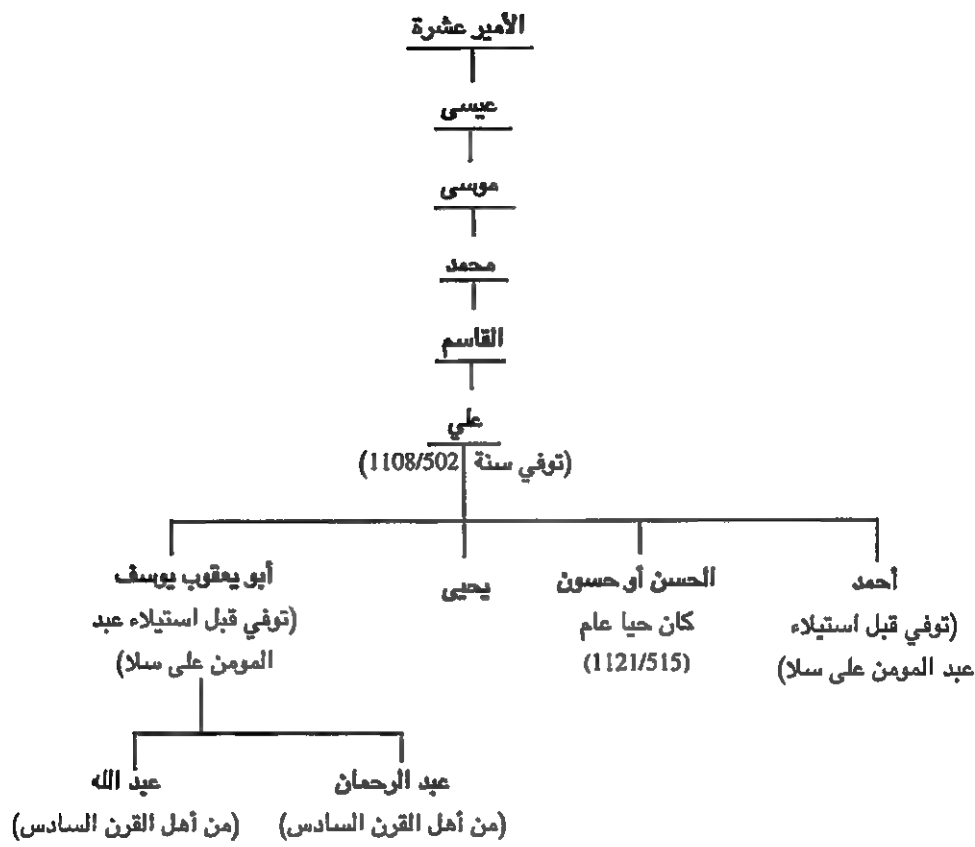 الأمير عشرة
عيسى
موسى
محمد
القاسم
علي
(توفي سنة 1108/502)
أحمد
(توفي قبل استيلاء
عبد المومن على سلا)
الحسن أو حسون
كان حيا عام
(1121/515)
يحيى
أبو يعقوب يوسف
(توفي قبل استيلاء عبد
المومن على سلا)
عبد الرحمان
(من أهل القرن السادس)
عبد الله
(من أهل القرن السادس)